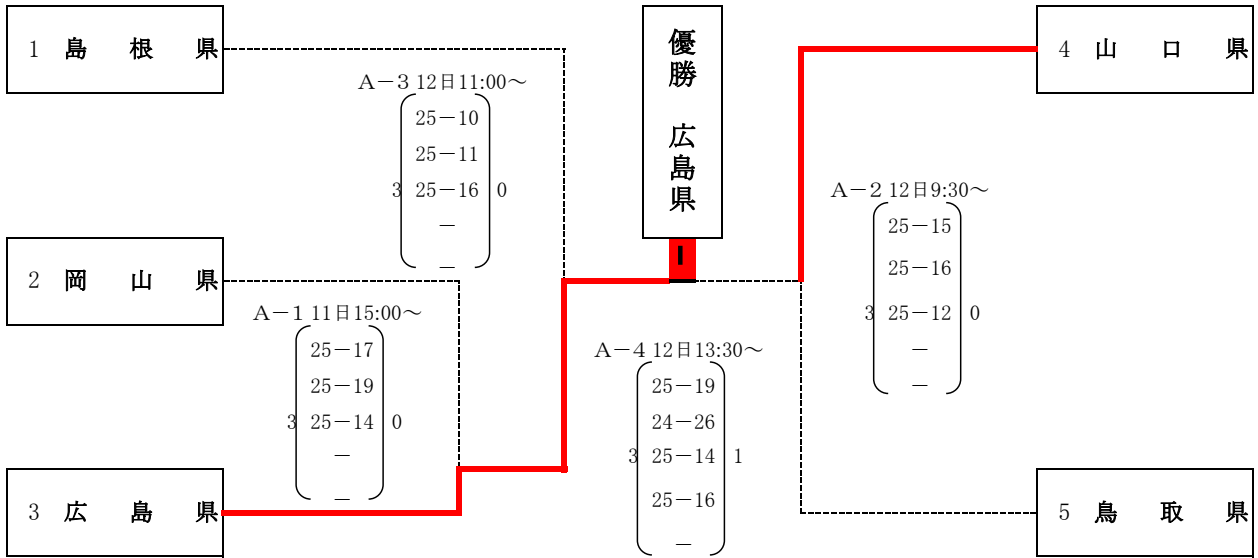 1 島 根 県
A－3 12日11:00～
25－10
25－11
3 25－16 0
－
－
2 岡 山 県
A－1 11日15:00～
25－17
25－19
3 25－14 0
－
－
3 広 島 県
優勝 広島県
A－4 12日13:30～
25－19
24－26
3 25－14 1
25－16
－
4 山 口 県
A－2 12日9:30～
25－15
25－16
3 25－12 0
－
－
5 鳥 取 県